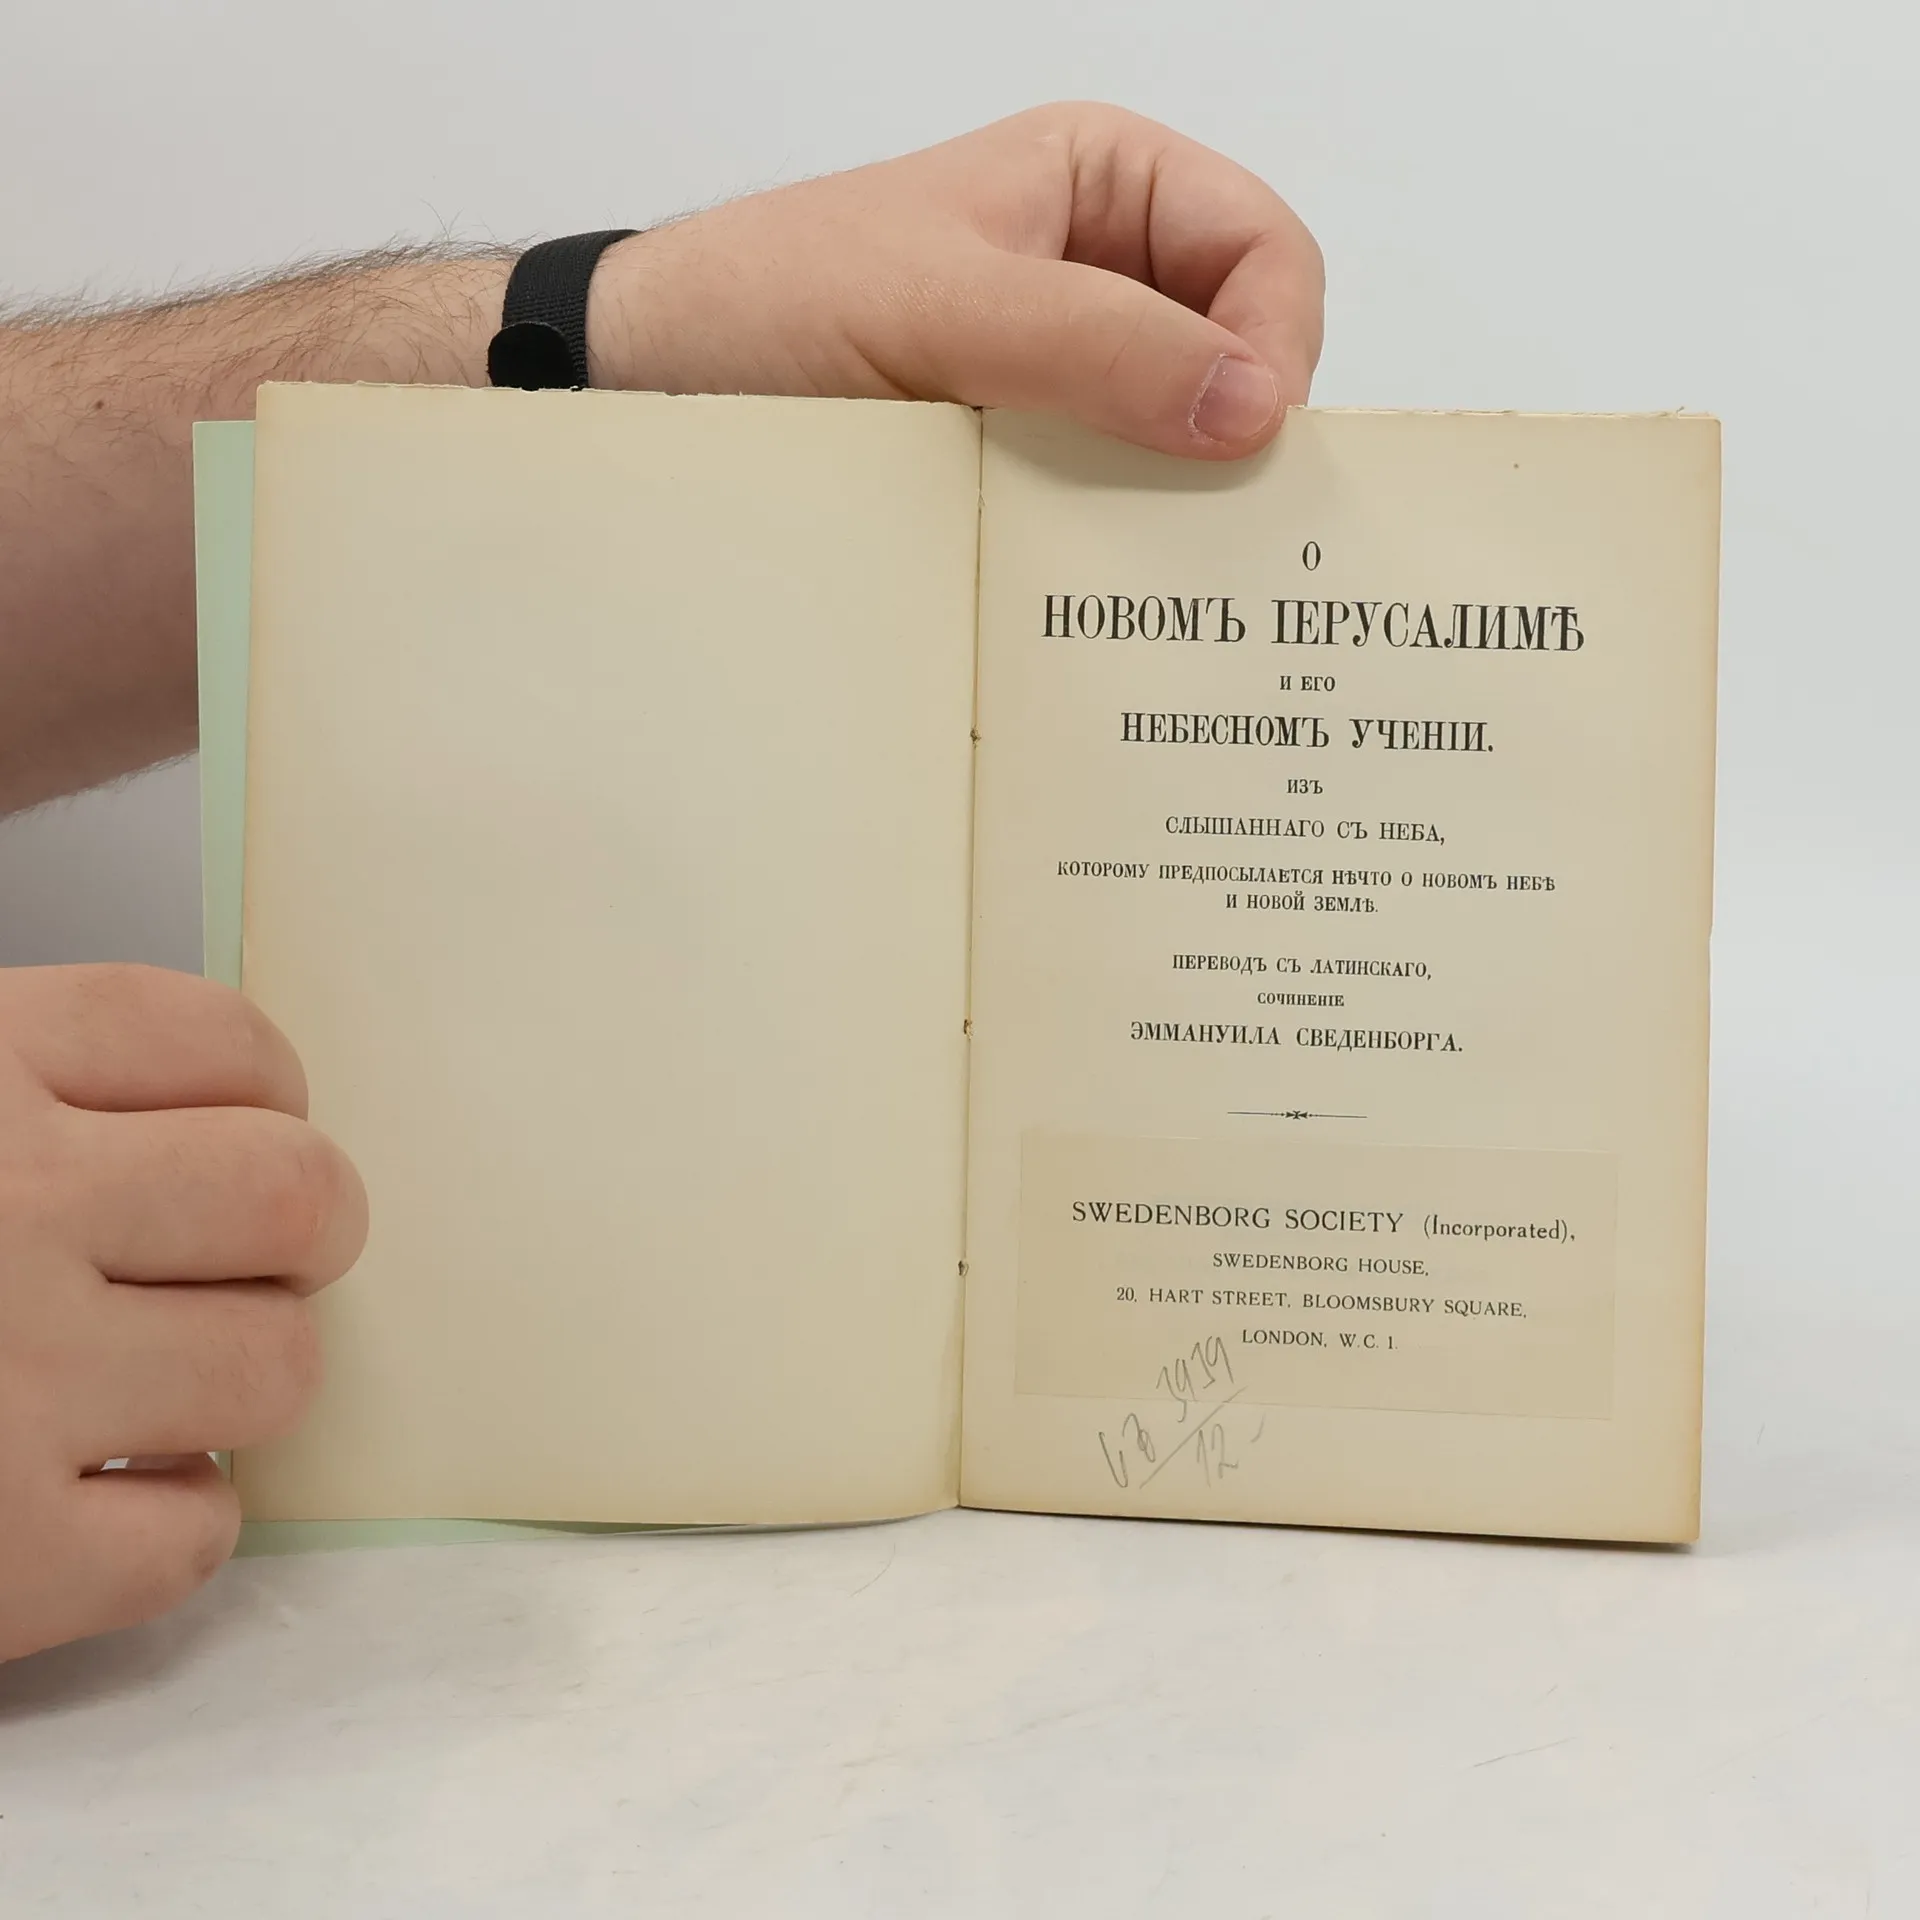 О
НОВОМЪ ІЕРУСАЛИМѢ
И ЕГО
НЕБЕСНОМЪ УЧЕНІИ.
ИЗЪ
СЛЫШАННАГО СЪ НЕБА,
КОТОРОМУ ПРЕДПОСЫЛАЕТСЯ НѢЧТО О НОВОМЪ НЕБѢ
И НОВОЙ ЗЕМЛѢ.
ПЕРЕВОДЪ СЪ ЛАТИНСКАГО,
СОЧИНЕНІЕ
ЭММАНУИЛА СВЕДЕНБОРГА.
SWEDENBORG SOCIETY (Incorporated),
SWEDENBORG HOUSE,
20, HART STREET, BLOOMSBURY SQUARE,
LONDON, W.C. 1.
3939
12